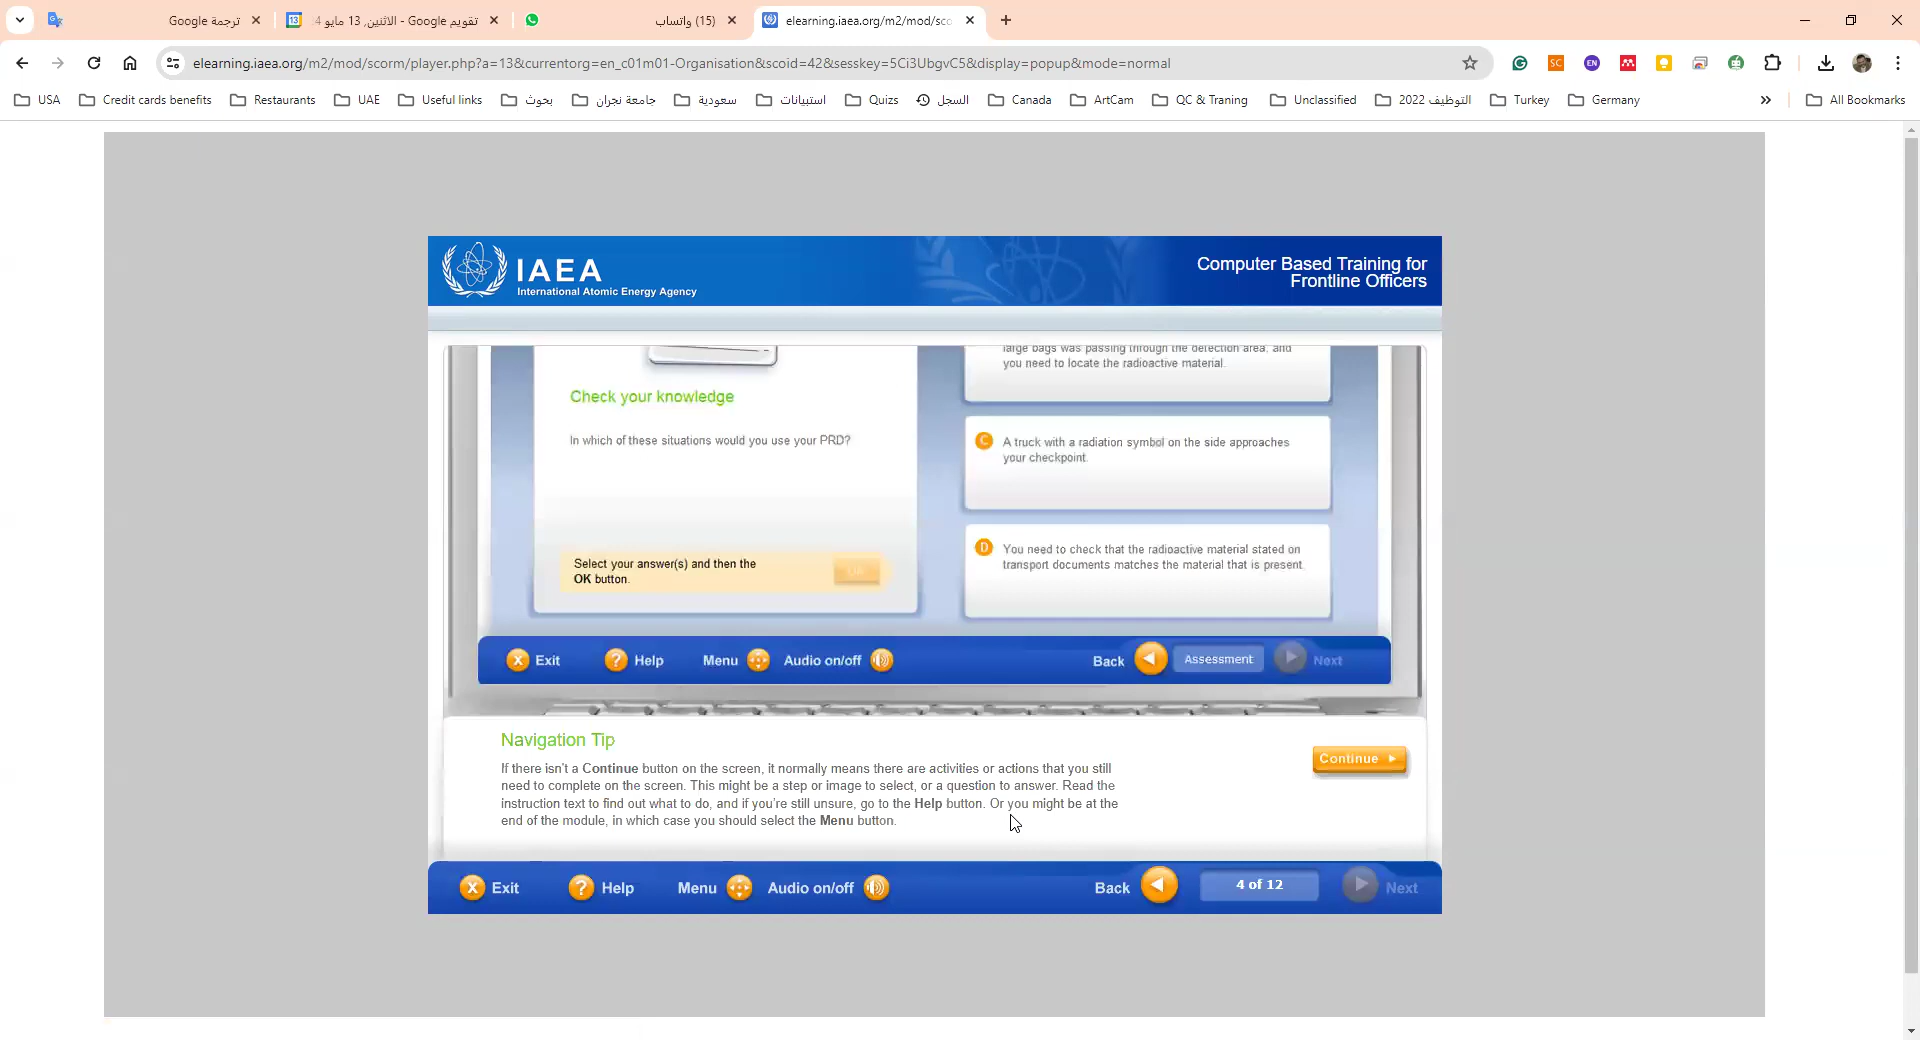 ترجمة Google
تقويم Google - الاثنين, 13 مايو
(15) واتساب
elearning.iaea.org/m2/mod/sco
elearning.iaea.org/m2/mod/scorm/player.php?a=13&currentorg=en_c01m01-Organisation&scoid=42&sesskey=5Ci3UbgvC5&display=popup&mode=normal
USA Credit cards benefits Restaurants UAE Useful links بحوث جامعة نجران سعودية استبيانات Quizs السجل Canada ArtCam QC & Traning Unclassified التوظيف 2022 Turkey Germany » All Bookmarks
IAEA
International Atomic Energy Agency
Computer Based Training for
Frontline Officers
large bags was passing through the detection area, and
you need to locate the radioactive material.
Check your knowledge
In which of these situations would you use your PRD?
C A truck with a radiation symbol on the side approaches
your checkpoint.
D You need to check that the radioactive material stated on
transport documents matches the material that is present.
Select your answer(s) and then the
OK button.
OK
Exit Help Menu Audio on/off Back Assessment Next
Navigation Tip
If there isn't a Continue button on the screen, it normally means there are activities or actions that you still
need to complete on the screen. This might be a step or image to select, or a question to answer. Read the
instruction text to find out what to do, and if you're still unsure, go to the Help button. Or you might be at the
end of the module, in which case you should select the Menu button.
Continue
Exit Help Menu Audio on/off Back 4 of 12 Next